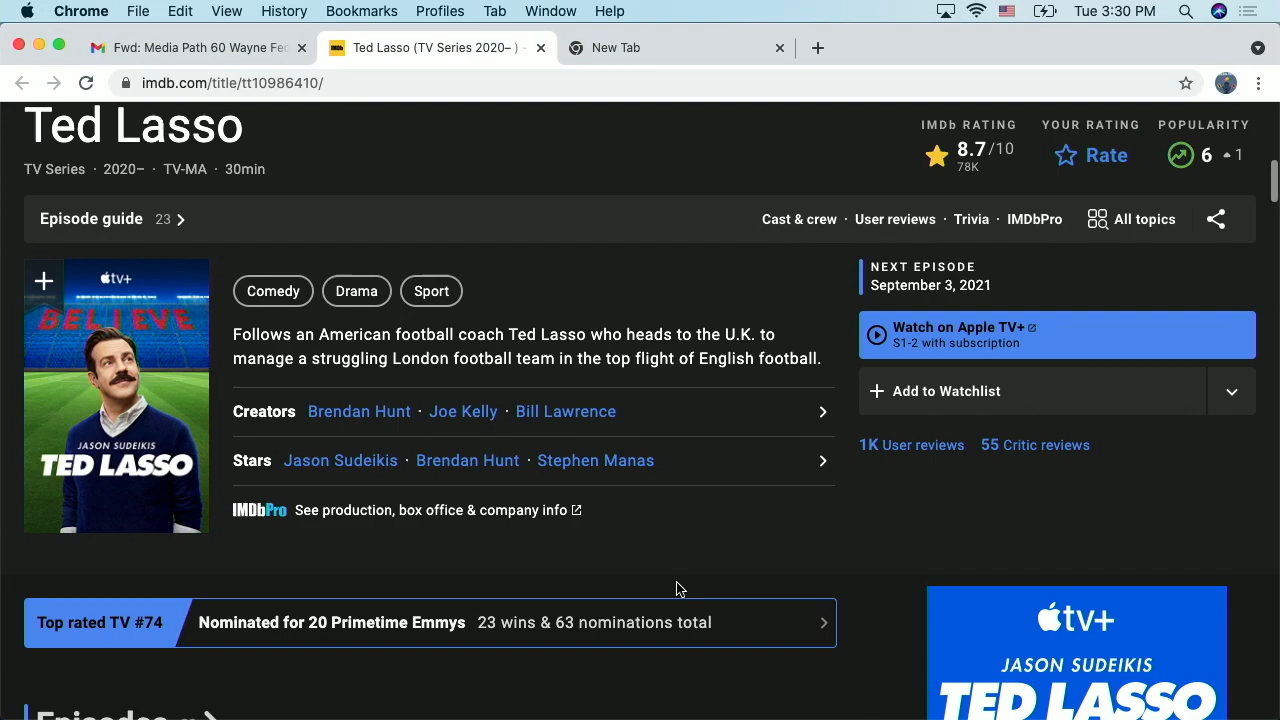 Chrome File Edit View History Bookmarks Profiles Tab Window Help Tue 3:30 PM
Fwd: Media Path 60 Wayne Fe
IMDb Ted Lasso (TV Series 2020– ) -
New Tab
imdb.com/title/tt10986410/
Ted Lasso
TV Series · 2020– · TV-MA · 30min
IMDb RATING YOUR RATING POPULARITY
8.7/10 Rate 6 1
78K
Episode guide 23
Cast & crew · User reviews · Trivia · IMDbPro All topics
tv+
BELIEVE
JASON SUDEIKIS
TED LASSO
Comedy Drama Sport
Follows an American football coach Ted Lasso who heads to the U.K. to
manage a struggling London football team in the top flight of English football.
Creators Brendan Hunt · Joe Kelly · Bill Lawrence
Stars Jason Sudeikis · Brendan Hunt · Stephen Manas
IMDbPro See production, box office & company info
NEXT EPISODE
September 3, 2021
Watch on Apple TV+
S1-2 with subscription
+ Add to Watchlist
1K User reviews 55 Critic reviews
Top rated TV #74 Nominated for 20 Primetime Emmys 23 wins & 63 nominations total
tv+
JASON SUDEIKIS
TED LASSO
Episodes